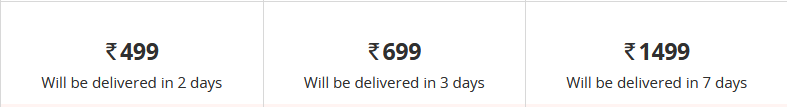 ₹499
Will be delivered in 2 days
₹699
Will be delivered in 3 days
₹1499
Will be delivered in 7 days